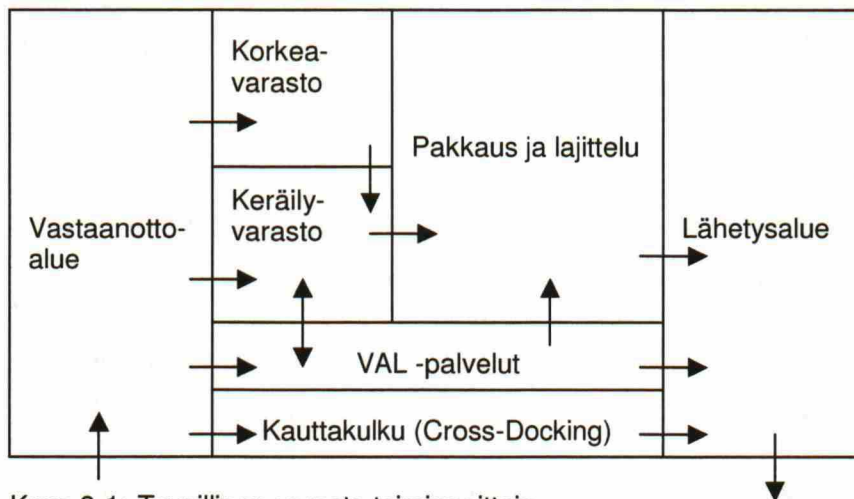 Korkea-
varasto
Pakkaus ja lajittelu
Keräily-
varasto
Vastaanotto-
alue
Lähetysalue
VAL -palvelut
Kauttakulku (Cross-Docking)